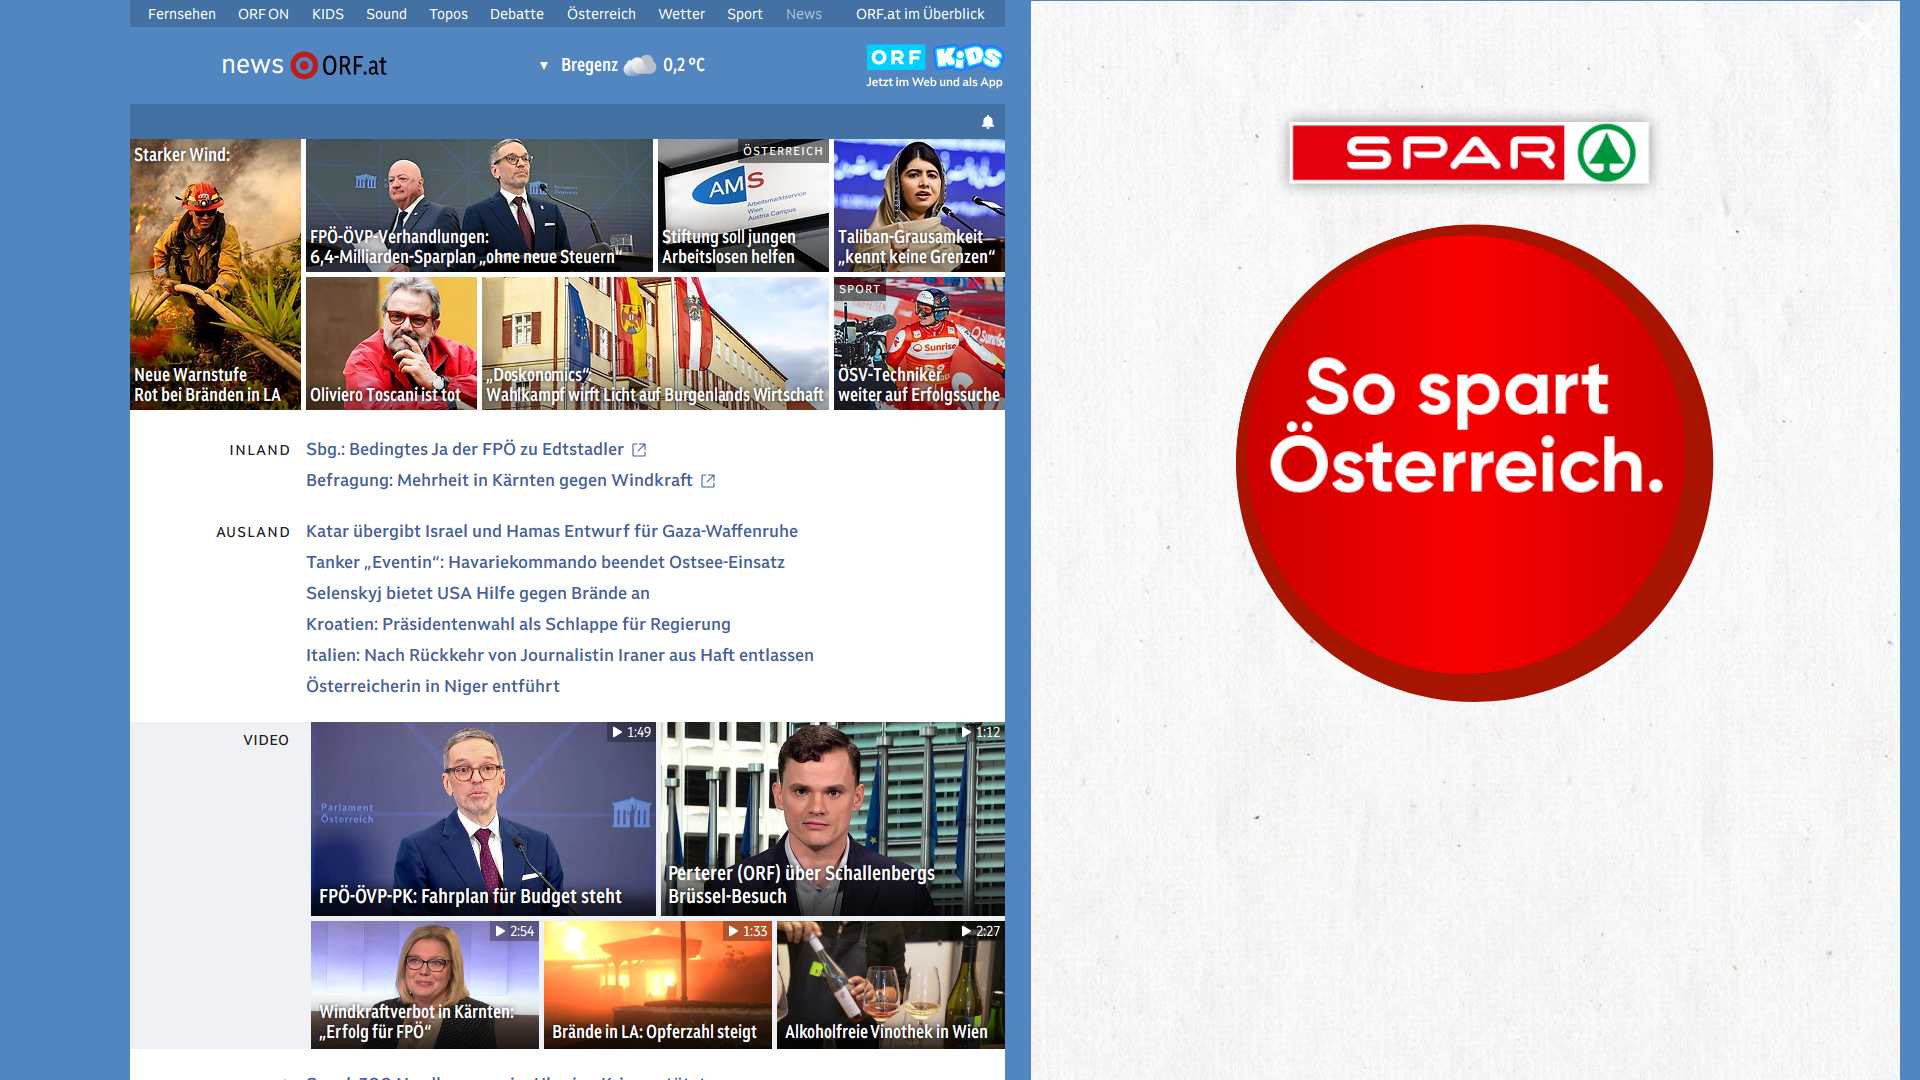 Fernsehen ORF ON KIDS Sound Topos Debatte Österreich Wetter Sport News ORF.at im Überblick
news ORF.at
▼ Bregenz 0,2 °C
ORF KiDS
Jetzt im Web und als App
Starker Wind:
Neue Warnstufe
Rot bei Bränden in LA
Parlament
Österreich
FPÖ-ÖVP-Verhandlungen:
6,4-Milliarden-Sparplan „ohne neue Steuern“
ÖSTERREICH
AMS
Arbeitsmarktservice
Wien
Austria Campus
Stiftung soll jungen
Arbeitslosen helfen
Taliban-Grausamkeit
„kennt keine Grenzen“
Oliviero Toscani ist tot
„Doskonomics“:
Wahlkampf wirft Licht auf Burgenlands Wirtschaft
SPORT
Sunrise
ÖSV-Techniker
weiter auf Erfolgssuche
INLAND
Sbg.: Bedingtes Ja der FPÖ zu Edtstadler
Befragung: Mehrheit in Kärnten gegen Windkraft
AUSLAND
Katar übergibt Israel und Hamas Entwurf für Gaza-Waffenruhe
Tanker „Eventin“: Havariekommando beendet Ostsee-Einsatz
Selenskyj bietet USA Hilfe gegen Brände an
Kroatien: Präsidentenwahl als Schlappe für Regierung
Italien: Nach Rückkehr von Journalistin Iraner aus Haft entlassen
Österreicherin in Niger entführt
VIDEO
1:49
Parlament
Österreich
FPÖ-ÖVP-PK: Fahrplan für Budget steht
1:12
Perterer (ORF) über Schallenbergs
Brüssel-Besuch
2:54
Windkraftverbot in Kärnten:
„Erfolg für FPÖ“
1:33
Brände in LA: Opferzahl steigt
2:27
Alkoholfreie Vinothek in Wien
SPAR
So spart
Österreich.